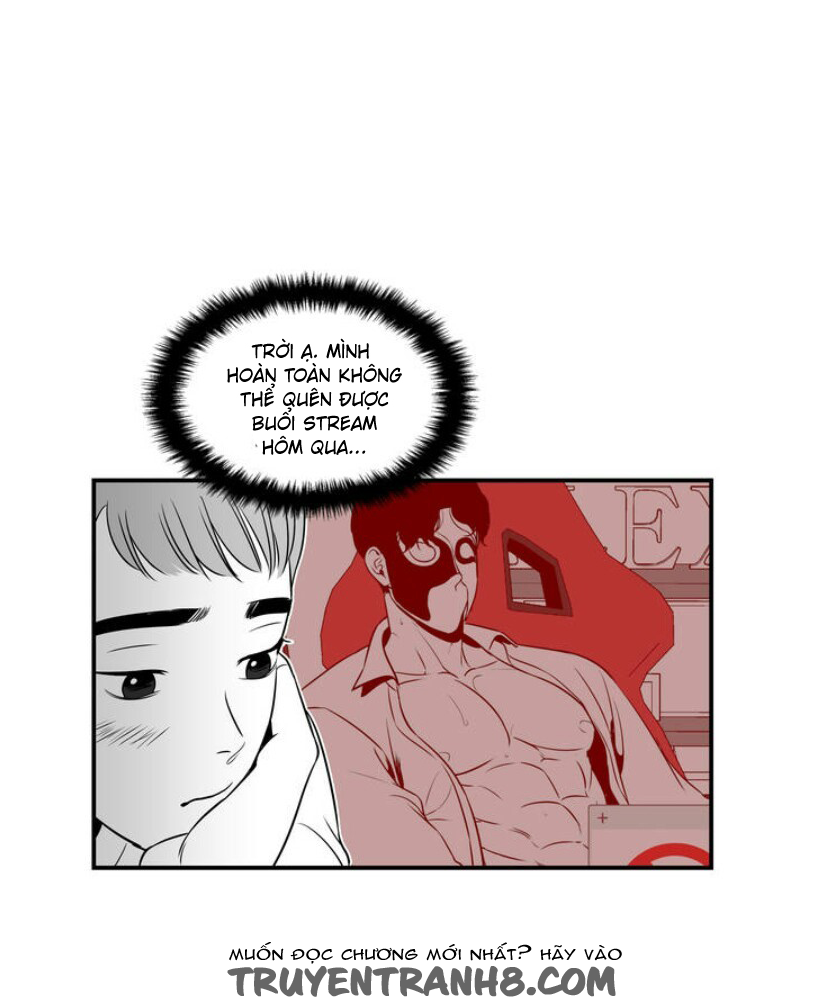 TRỜI Ạ. MÌNH
HOÀN TOÀN KHÔNG
THỂ QUÊN ĐƯỢC
BUỔI STREAM
HÔM QUA...
EX
MUỐN ĐỌC CHƯƠNG MỚI NHẤT? HÃY VÀO
TRUYENTRANH8.COM